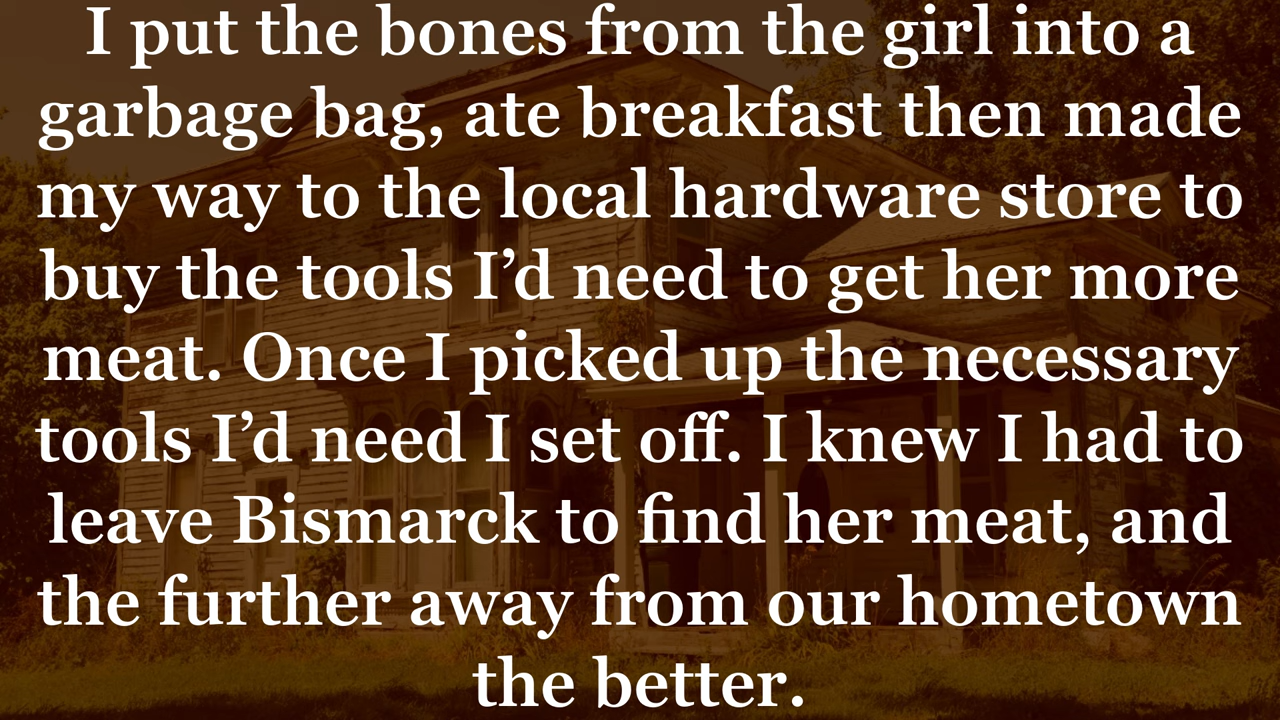 I put the bones from the girl into a
garbage bag, ate breakfast then made
my way to the local hardware store to
buy the tools I’d need to get her more
meat. Once I picked up the necessary
tools I’d need I set off. I knew I had to
leave Bismarck to find her meat, and
the further away from our hometown
the better.